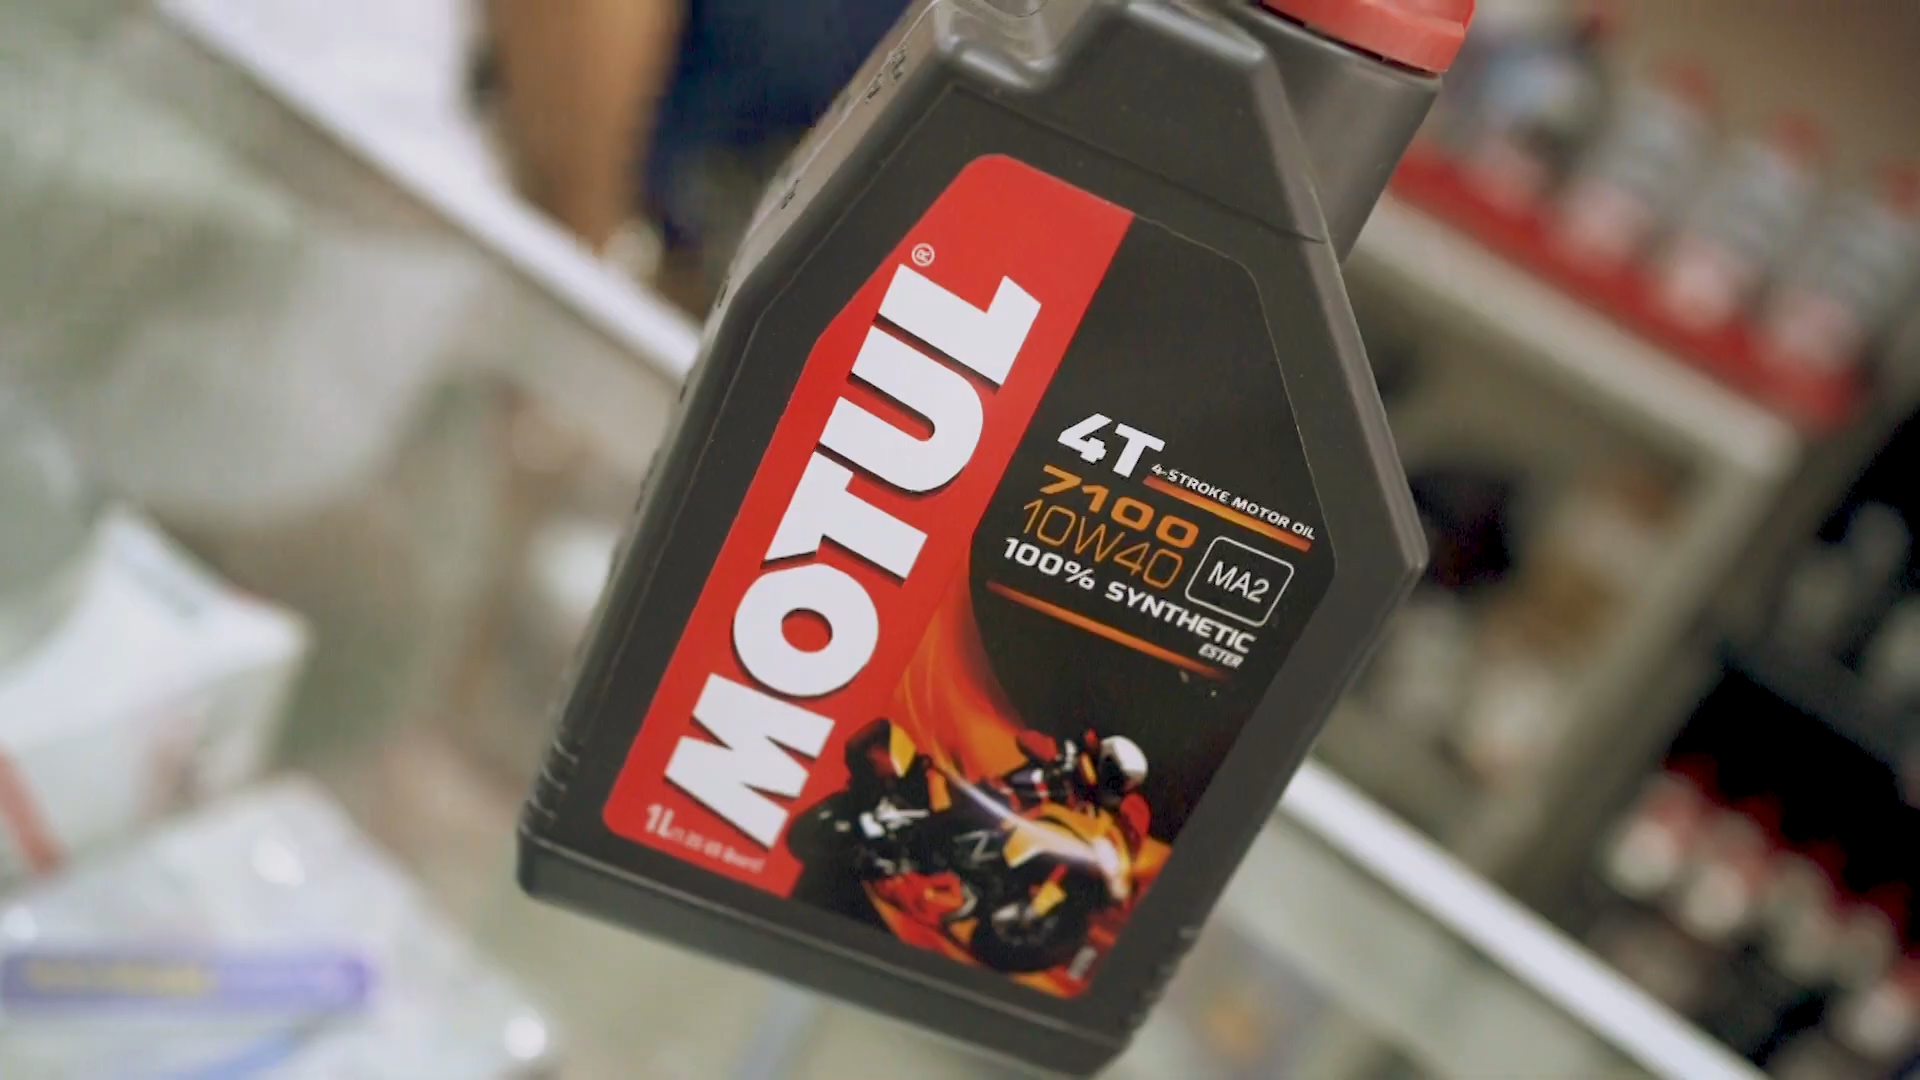 MOTUL®
4T
4-STROKE MOTOR OIL
7100
10W40
MA2
100% SYNTHETIC
ESTER
1L